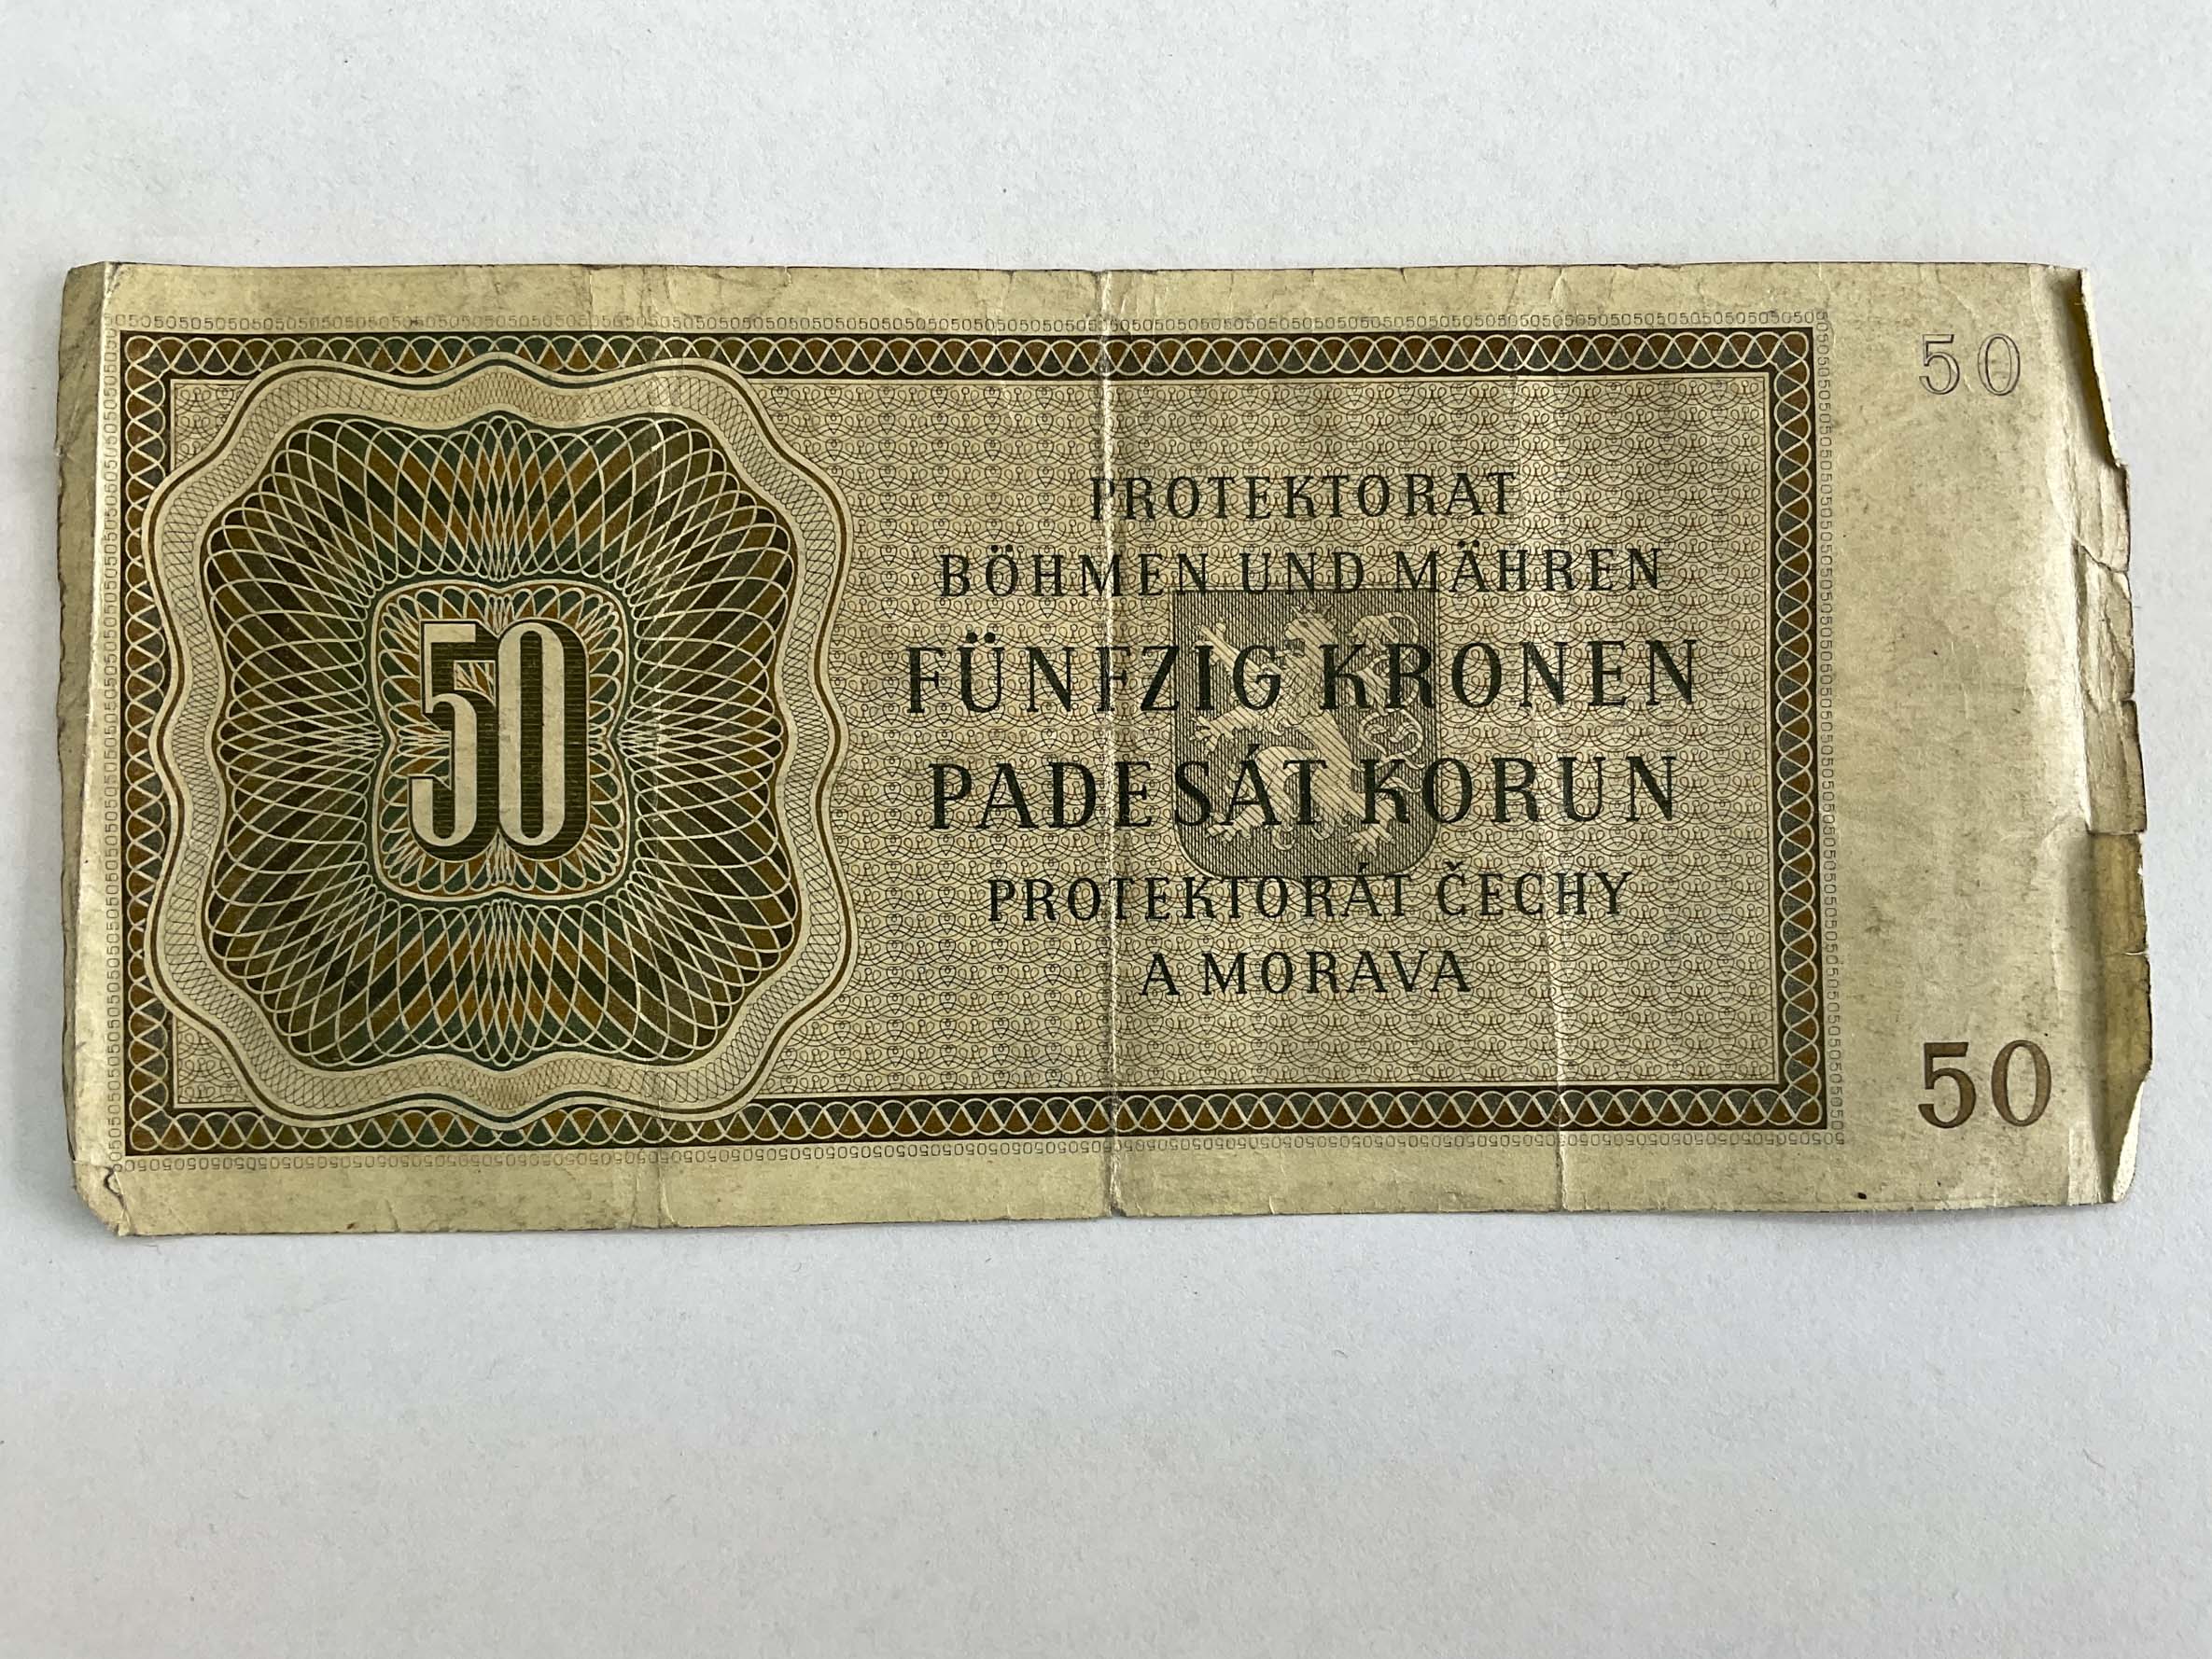 50
PROTEKTORAT
BÖHMEN UND MÄHREN
50
FÜNFZIG KRONEN
PADESÁT KORUN
PROTEKTORÁT ČECHY
A MORAVA
50